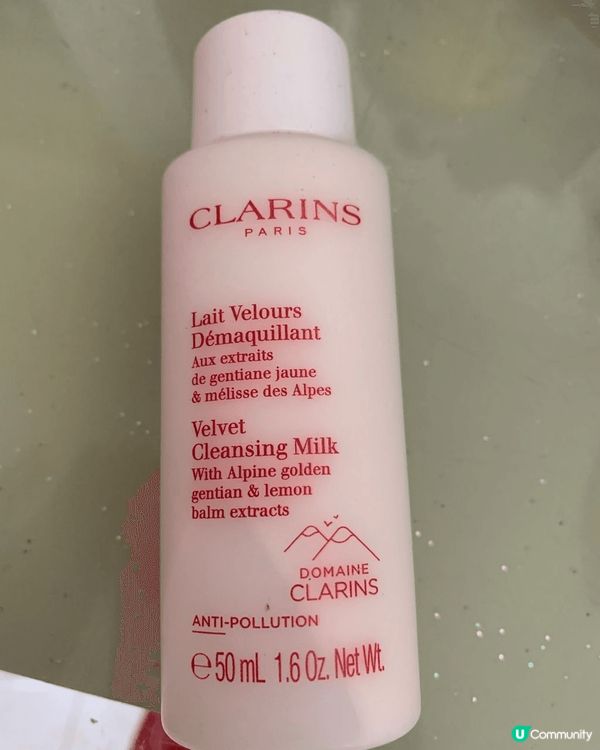 CLARINS
PARIS
Lait Velours
Démaquillant
Aux extraits
de gentiane jaune
& mélisse des Alpes
Velvet
Cleansing Milk
With Alpine golden
gentian & lemon
balm extracts
DOMAINE
CLARINS
ANTI-POLLUTION
℮50 mL 1.6 Oz. Net Wt.
U Community